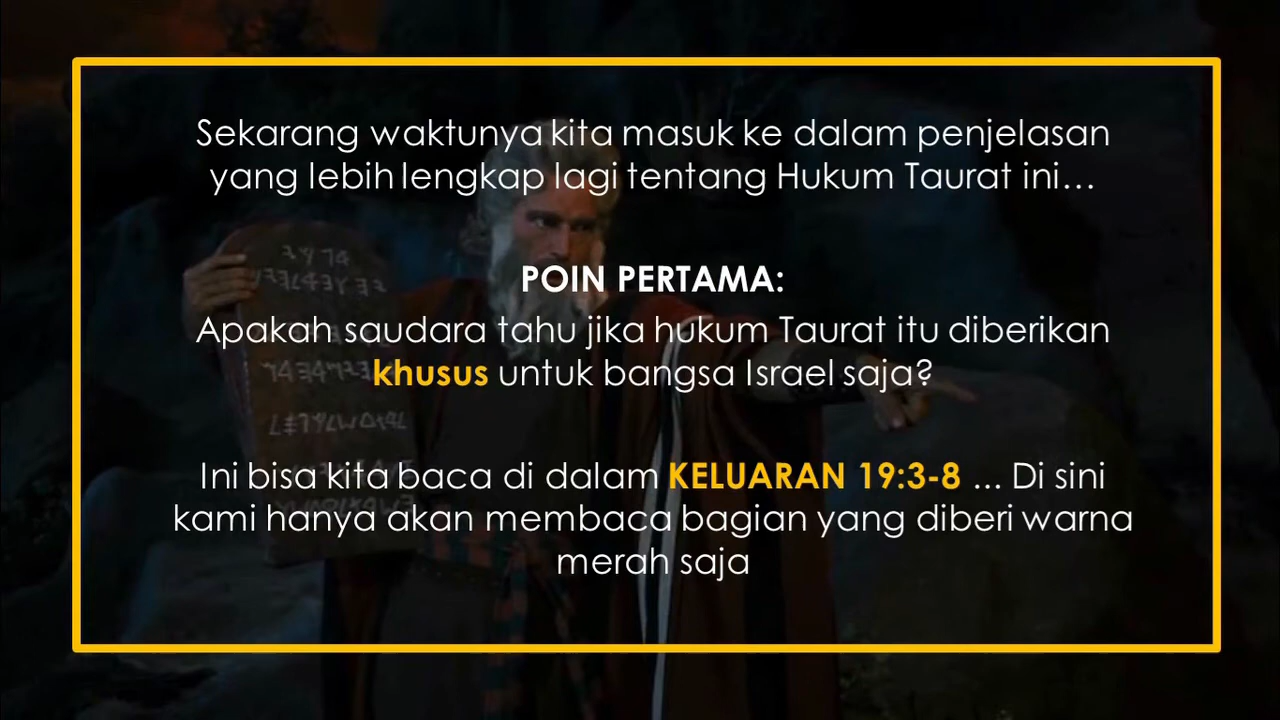 Sekarang waktunya kita masuk ke dalam penjelasan
yang lebih lengkap lagi tentang Hukum Taurat ini...
POIN PERTAMA:
Apakah saudara tahu jika hukum Taurat itu diberikan
khusus untuk bangsa Israel saja?
Ini bisa kita baca di dalam KELUARAN 19:3-8 ... Di sini
kami hanya akan membaca bagian yang diberi warna
merah saja